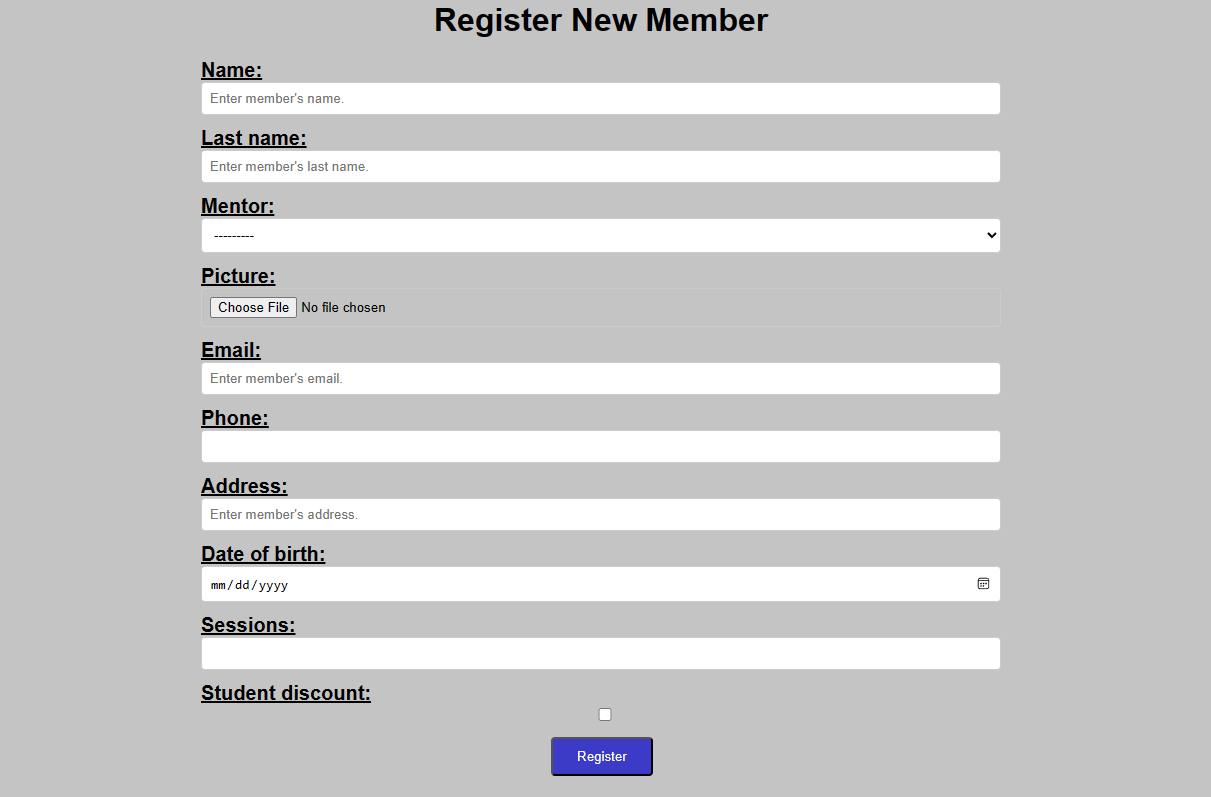 Register New Member
Name:
Enter member's name.
Last name:
Enter member's last name.
Mentor:
---------
Picture:
Choose File No file chosen
Email:
Enter member's email.
Phone:
Address:
Enter member's address.
Date of birth:
mm/dd/yyyy
Sessions:
Student discount:
Register